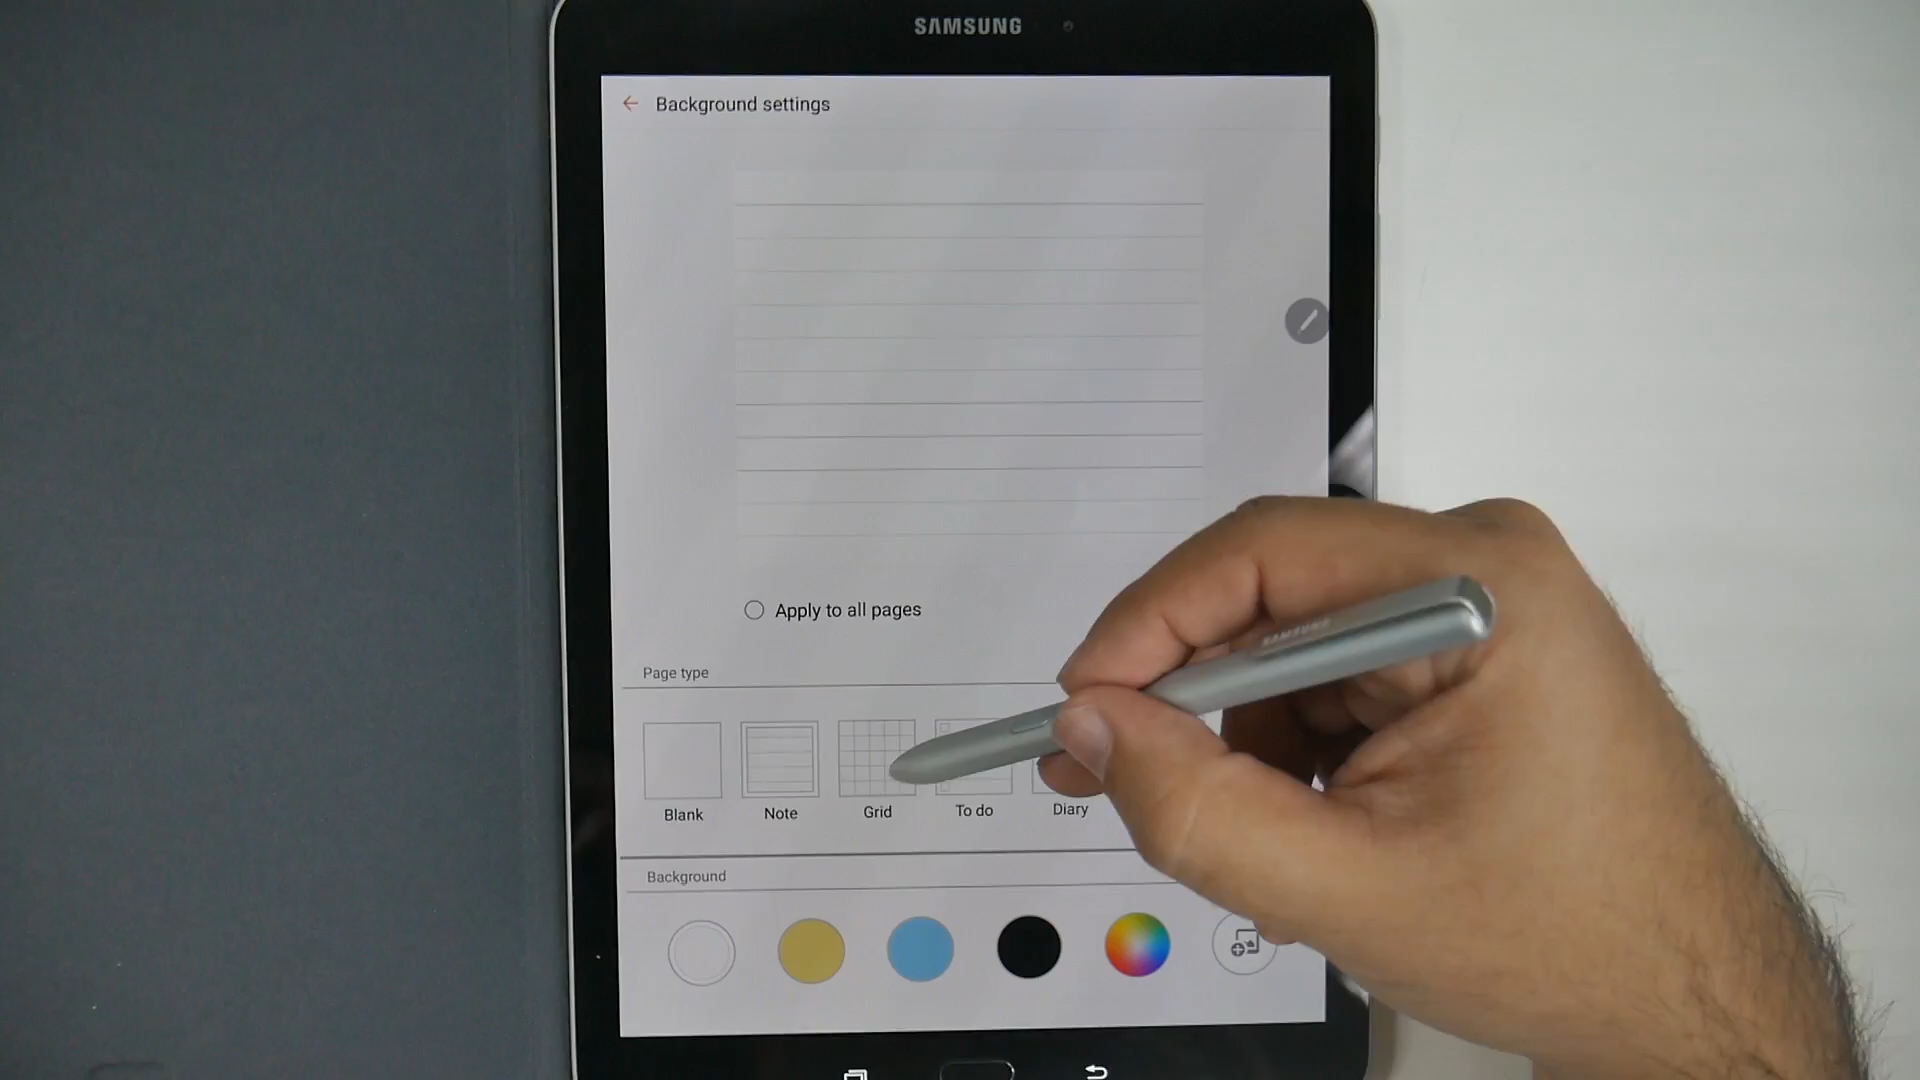 SAMSUNG
Background settings
Apply to all pages
Page type
SAMSUNG
Blank
Note
Grid
To do
Diary
Background